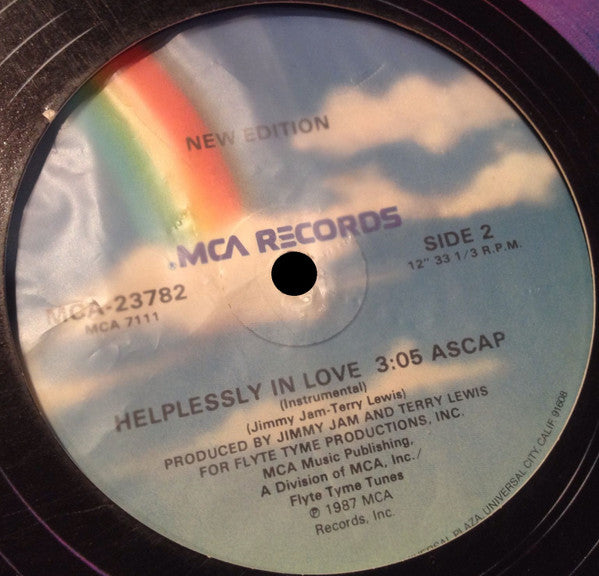 NEW EDITION
MCA RECORDS
SIDE 2
12" 33 1/3 R.P.M.
MCA-23782
MCA 7111
HELPLESSLY IN LOVE 3:05 ASCAP
(Instrumental)
(Jimmy Jam-Terry Lewis)
PRODUCED BY JIMMY JAM AND TERRY LEWIS
FOR FLYTE TYME PRODUCTIONS, INC.
MCA Music Publishing,
A Division of MCA, Inc./
Flyte Tyme Tunes
℗ 1987 MCA
Records, Inc.
PLAZA, UNIVERSAL CITY, CALIF. 91608